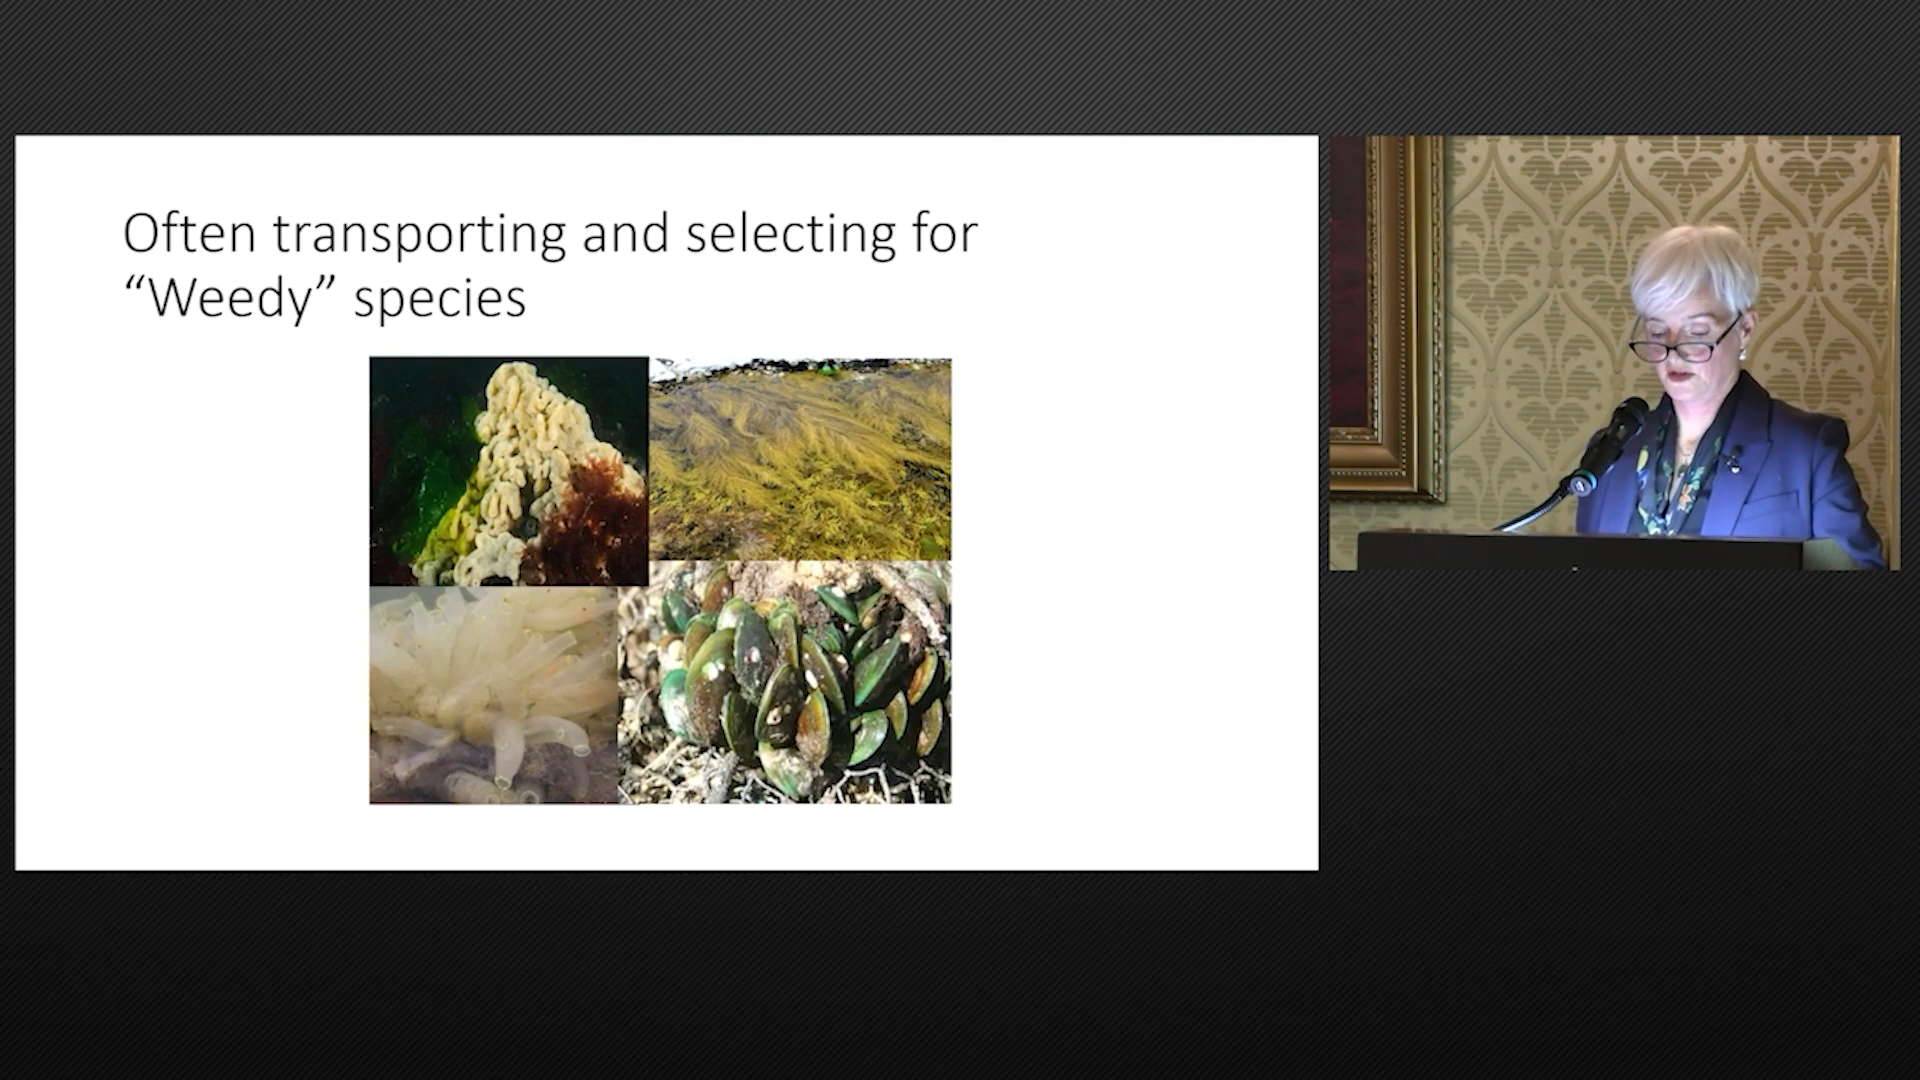 Often transporting and selecting for
“Weedy” species